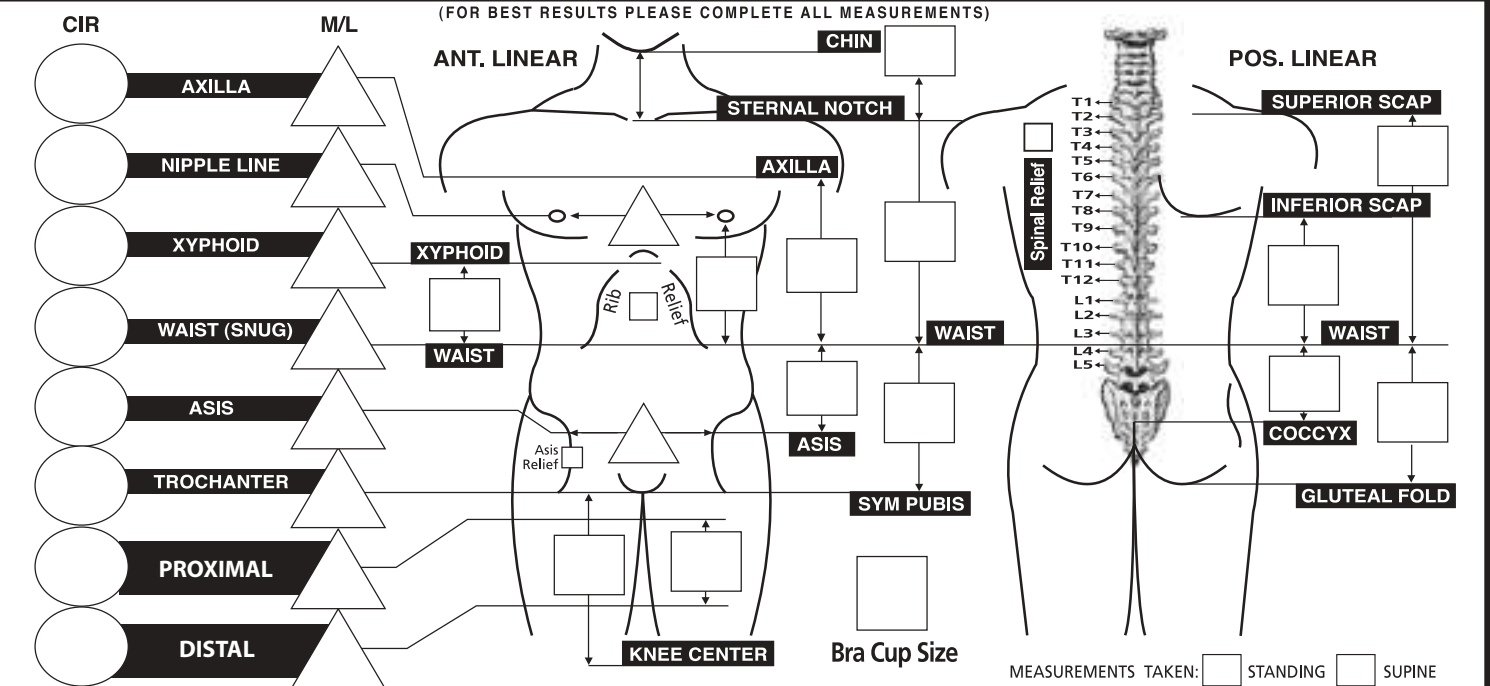 (FOR BEST RESULTS PLEASE COMPLETE ALL MEASUREMENTS)
CIR
M/L
ANT. LINEAR
POS. LINEAR
AXILLA
NIPPLE LINE
XYPHOID
WAIST (SNUG)
ASIS
TROCHANTER
PROXIMAL
DISTAL
CHIN
STERNAL NOTCH
AXILLA
XYPHOID
Rib
Relief
WAIST
WAIST
ASIS
Asis
Relief
SYM PUBIS
KNEE CENTER
Bra Cup Size
Spinal Relief
T1
T2
T3
T4
T5
T6
T7
T8
T9
T10
T11
T12
L1
L2
L3
L4
L5
SUPERIOR SCAP
INFERIOR SCAP
WAIST
COCCYX
GLUTEAL FOLD
MEASUREMENTS TAKEN: STANDING SUPINE